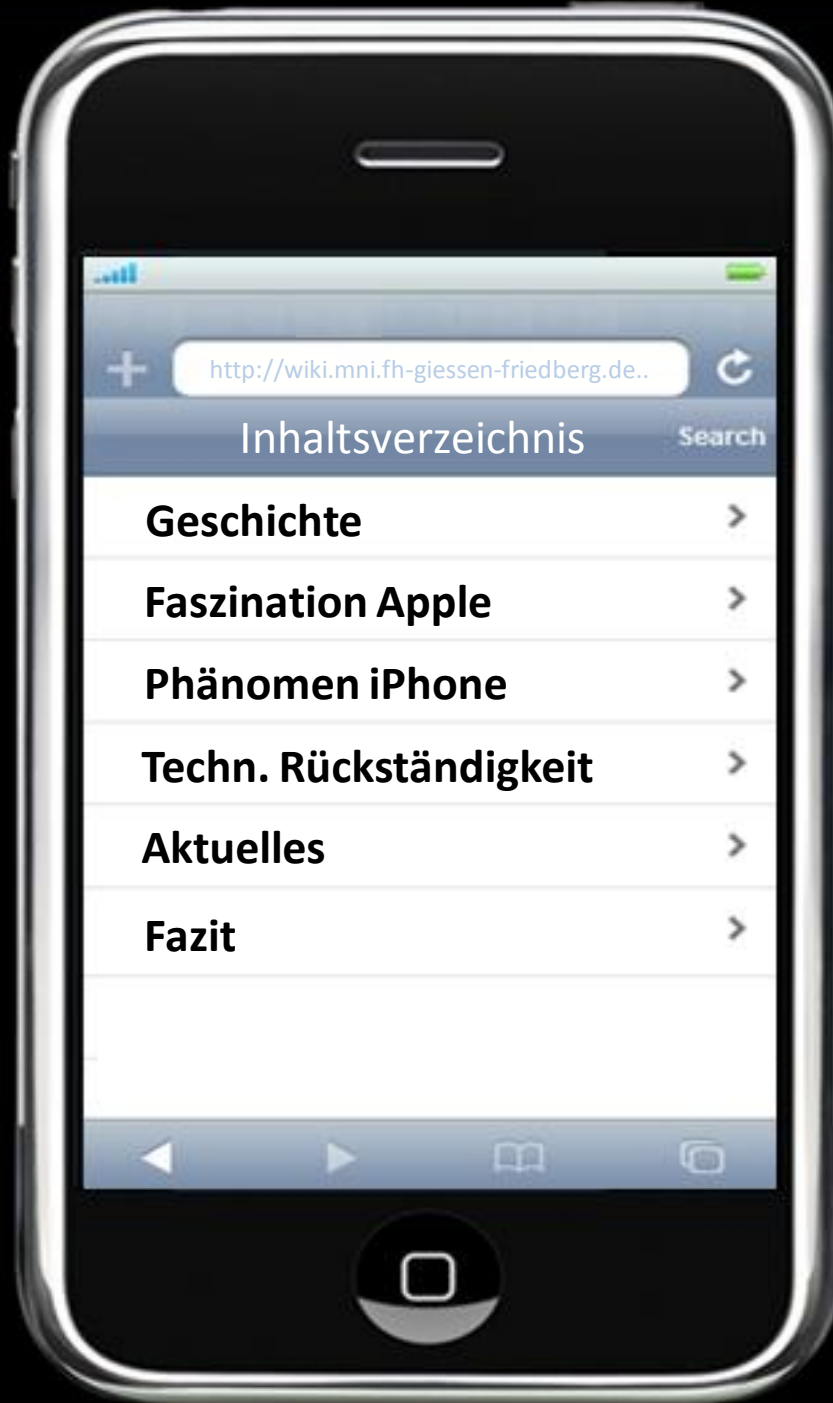 http://wiki.mni.fh-giessen-friedberg.de..
Inhaltsverzeichnis Search
Geschichte
Faszination Apple
Phänomen iPhone
Techn. Rückständigkeit
Aktuelles
Fazit